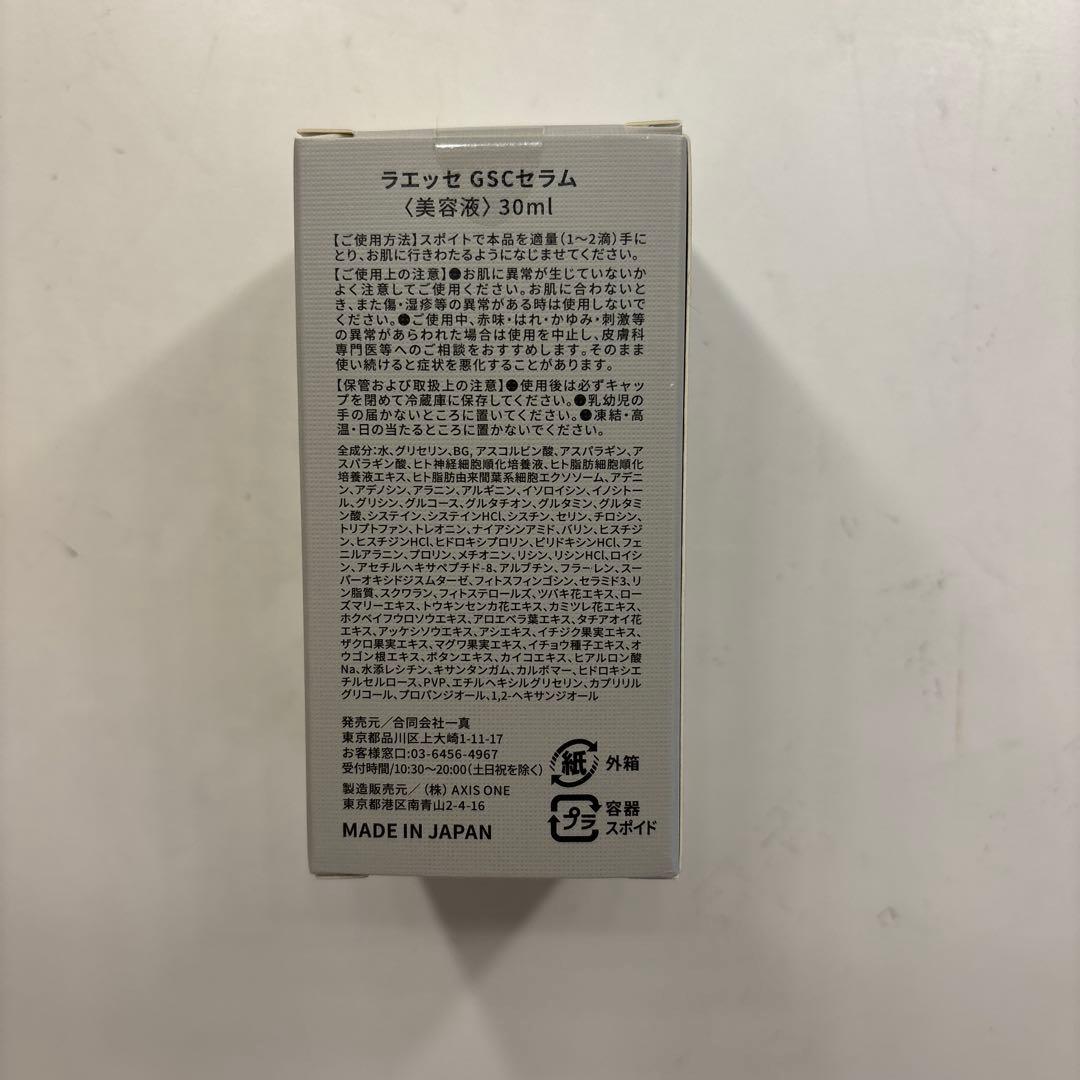 ラエッセ GSCセラム
〈美容液〉30ml
【ご使用方法】スポイトで本品を適量(1〜2滴)手に
とり、お肌に行きわたるようになじませてください。
【ご使用上の注意】●お肌に異常が生じていないか
よく注意してご使用ください。お肌に合わないと
き、また傷・湿疹等の異常がある時は使用しないで
ください。●ご使用中、赤味・はれ・かゆみ・刺激等
の異常があらわれた場合は使用を中止し、皮膚科
専門医等へのご相談をおすすめします。そのまま
使い続けると症状を悪化することがあります。
【保管および取扱上の注意】●使用後は必ずキャッ
プを閉めて冷蔵庫に保存してください。●乳幼児の
手の届かないところに置いてください。●凍結・高
温・日の当たるところに置かないでください。
全成分:水、グリセリン、BG, アスコルビン酸、アスパラギン、ア
スパラギン酸、ヒト神経細胞順化培養液、ヒト脂肪細胞順化
培養液エキス、ヒト脂肪由来間葉系細胞エクソソーム、アデニ
ン、アデノシン、アラニン、アルギニン、イソロイシン、イノシトー
ル、グリシン、グルコース、グルタチオン、グルタミン、グルタミ
ン酸、システイン、システインHCl、シスチン、セリン、チロシン、
トリプトファン、トレオニン、ナイアシンアミド、バリン、ヒスチジ
ン、ヒスチジンHCl、ヒドロキシプロリン、ピリドキシンHCl、フェ
ニルアラニン、プロリン、メチオニン、リシン、リシンHCl、ロイシ
ン、アセチルヘキサペプチド-8、アルブチン、フラーレン、スー
パーオキシドジスムターゼ、フィトスフィンゴシン、セラミド3、リ
ン脂質、スクワラン、フィトステロールズ、ツバキ花エキス、ロー
ズマリーエキス、トウキンセンカ花エキス、カミツレ花エキス、
ホクベイフウロソウエキス、アロエベラ葉エキス、タチアオイ花
エキス、アッケシソウエキス、アシエキス、イチジク果実エキス、
ザクロ果実エキス、マグワ果実エキス、イチョウ種子エキス、オ
ウゴン根エキス、ボタンエキス、カイコエキス、ヒアルロン酸
Na、水添レシチン、キサンタンガム、カルボマー、ヒドロキシエ
チルセルロース、PVP、エチルヘキシルグリセリン、カプリリル
グリコール、プロパンジオール、1,2-ヘキサンジオール
発売元/合同会社一真
東京都品川区上大崎1-11-17
お客様窓口:03-6456-4967
受付時間/10:30〜20:00(土日祝を除く)
製造販売元/(株)AXIS ONE
東京都港区南青山2-4-16
MADE IN JAPAN
紙 外箱
プラ 容器
スポイド